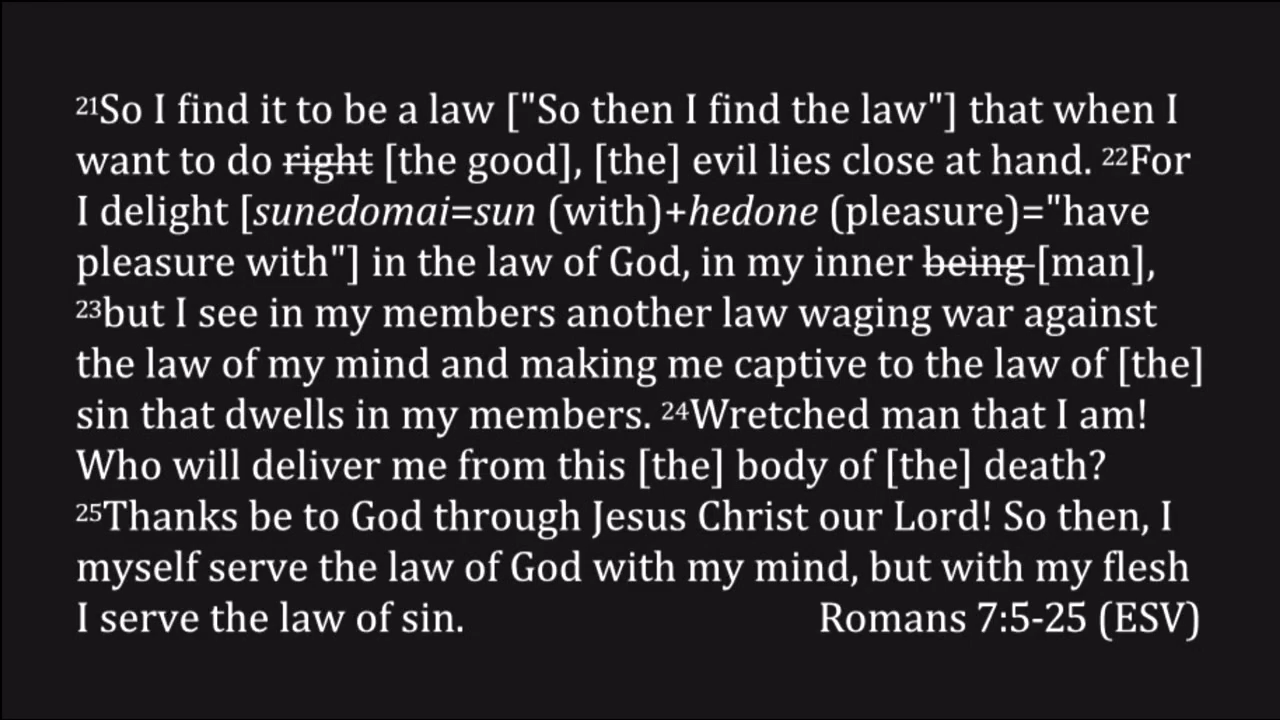 21So I find it to be a law ["So then I find the law"] that when I
want to do right [the good], [the] evil lies close at hand. 22For
I delight [sunedomai=sun (with)+hedone (pleasure)="have
pleasure with"] in the law of God, in my inner being [man],
23but I see in my members another law waging war against
the law of my mind and making me captive to the law of [the]
sin that dwells in my members. 24Wretched man that I am!
Who will deliver me from this [the] body of [the] death?
25Thanks be to God through Jesus Christ our Lord! So then, I
myself serve the law of God with my mind, but with my flesh
I serve the law of sin. Romans 7:5-25 (ESV)